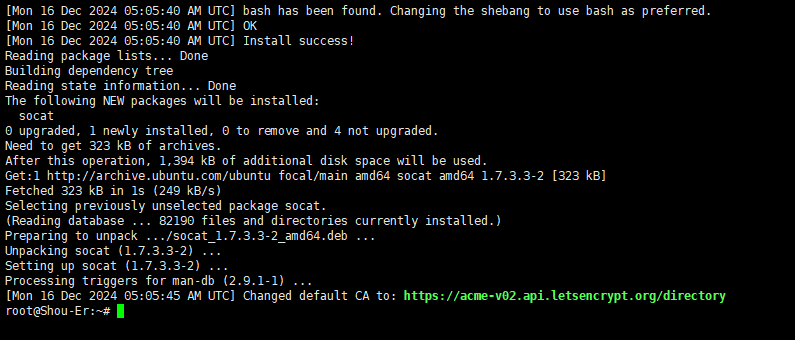 [Mon 16 Dec 2024 05:05:40 AM UTC] bash has been found. Changing the shebang to use bash as preferred.
[Mon 16 Dec 2024 05:05:40 AM UTC] OK
[Mon 16 Dec 2024 05:05:40 AM UTC] Install success!
Reading package lists... Done
Building dependency tree
Reading state information... Done
The following NEW packages will be installed:
  socat
0 upgraded, 1 newly installed, 0 to remove and 4 not upgraded.
Need to get 323 kB of archives.
After this operation, 1,394 kB of additional disk space will be used.
Get:1 http://archive.ubuntu.com/ubuntu focal/main amd64 socat amd64 1.7.3.3-2 [323 kB]
Fetched 323 kB in 1s (249 kB/s)
Selecting previously unselected package socat.
(Reading database ... 82190 files and directories currently installed.)
Preparing to unpack .../socat_1.7.3.3-2_amd64.deb ...
Unpacking socat (1.7.3.3-2) ...
Setting up socat (1.7.3.3-2) ...
Processing triggers for man-db (2.9.1-1) ...
[Mon 16 Dec 2024 05:05:45 AM UTC] Changed default CA to: https://acme-v02.api.letsencrypt.org/directory
root@Shou-Er:~#